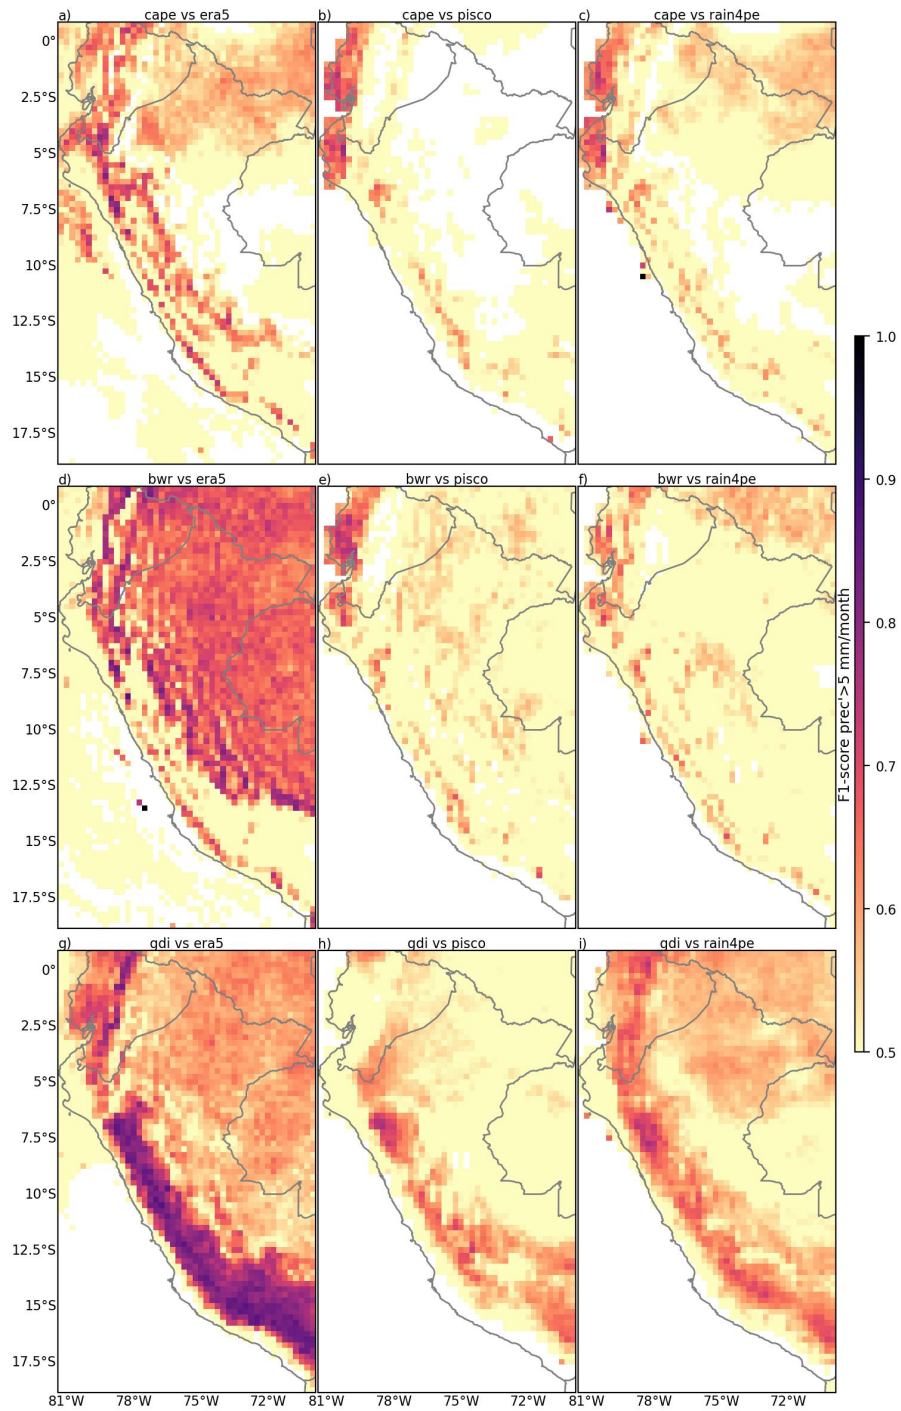 a) cape vs era5
b) cape vs pisco
c) cape vs rain4pe
0°
2.5°S
5°S
7.5°S
10°S
12.5°S
15°S
17.5°S
d) bwr vs era5
e) bwr vs pisco
f) bwr vs rain4pe
0°
2.5°S
5°S
7.5°S
10°S
12.5°S
15°S
17.5°S
g) gdi vs era5
h) gdi vs pisco
i) gdi vs rain4pe
0°
2.5°S
5°S
7.5°S
10°S
12.5°S
15°S
17.5°S
81°W 78°W 75°W 72°W 81°W 78°W 75°W 72°W 81°W 78°W 75°W 72°W
1.0
0.9
0.8
0.7
0.6
0.5
F1-score prec'>5 mm/month